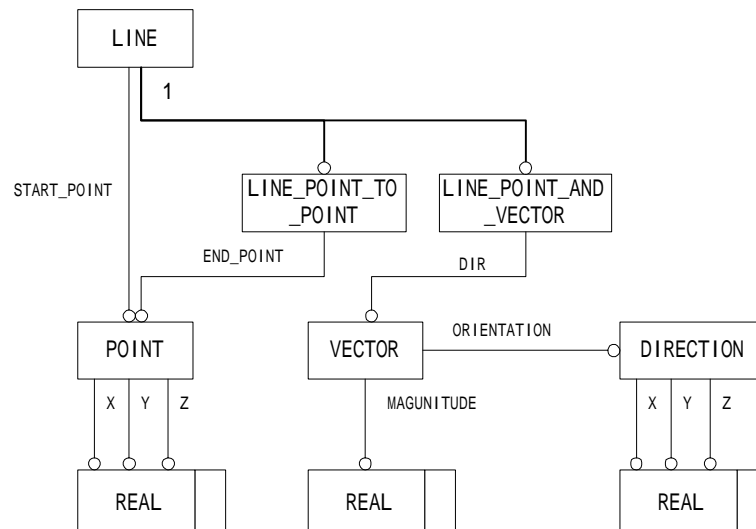 LINE
1
START_POINT
LINE_POINT_TO
_POINT
LINE_POINT_AND
_VECTOR
END_POINT
DIR
POINT
VECTOR
ORIENTATION
DIRECTION
X Y Z
MAGUNITUDE
X Y Z
REAL
REAL
REAL